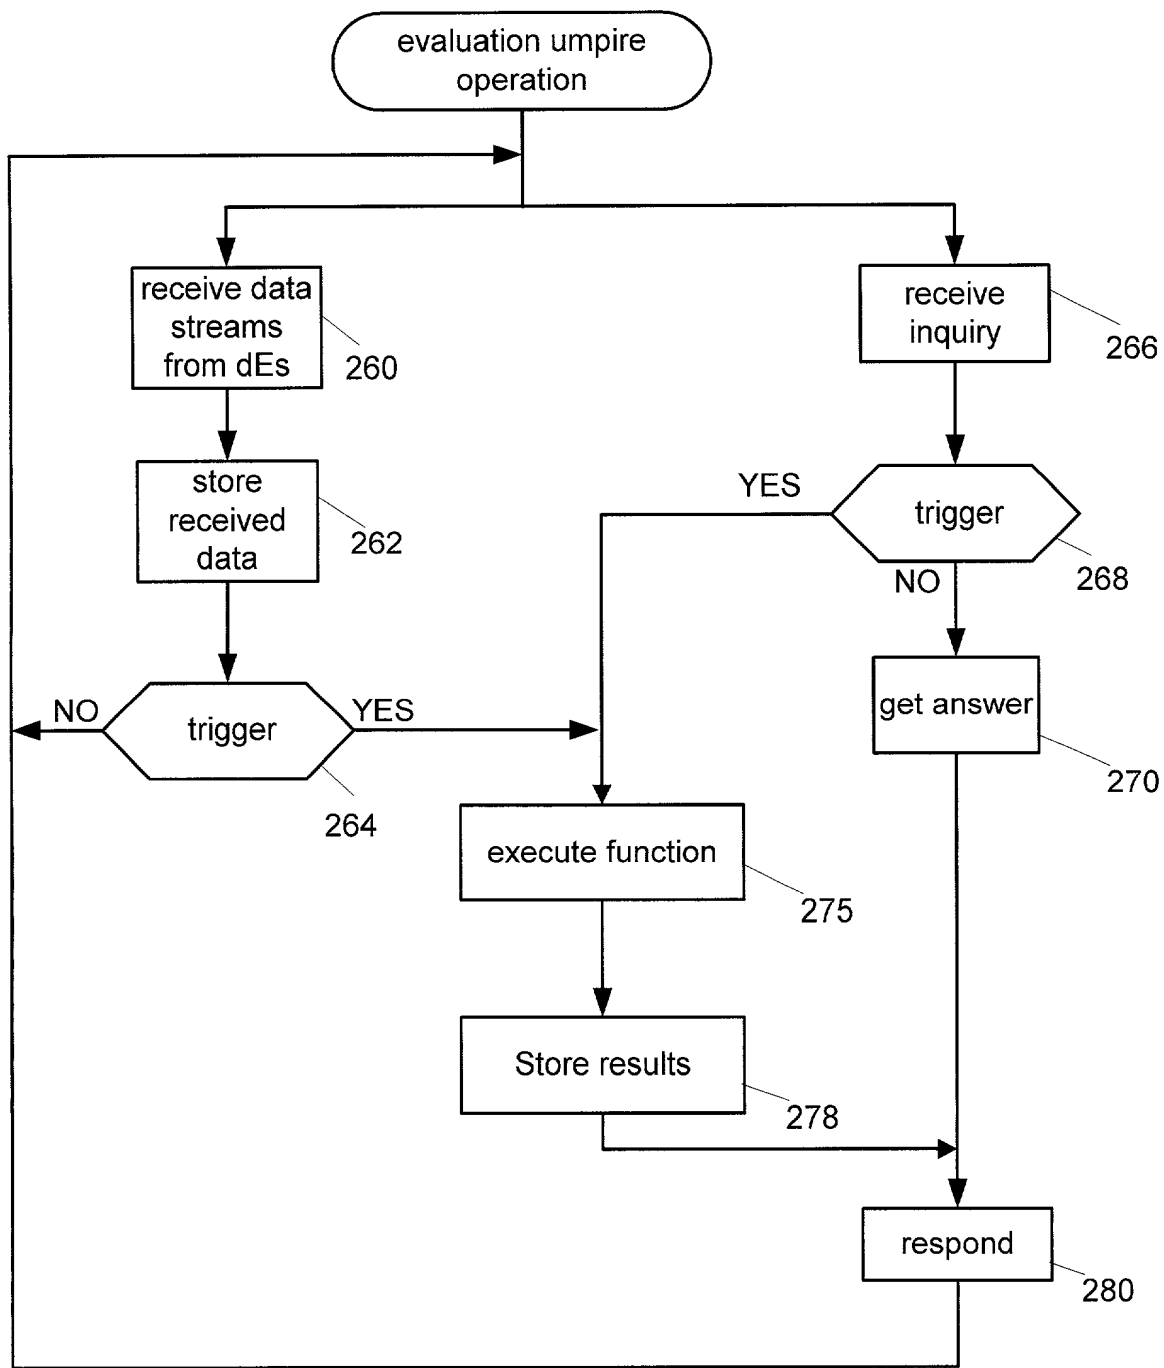 evaluation umpire
operation
receive data
streams
from dEs
260
receive
inquiry
266
store
received
data
262
YES
trigger
268
NO
NO
trigger
YES
264
get answer
270
execute function
275
Store results
278
respond
280